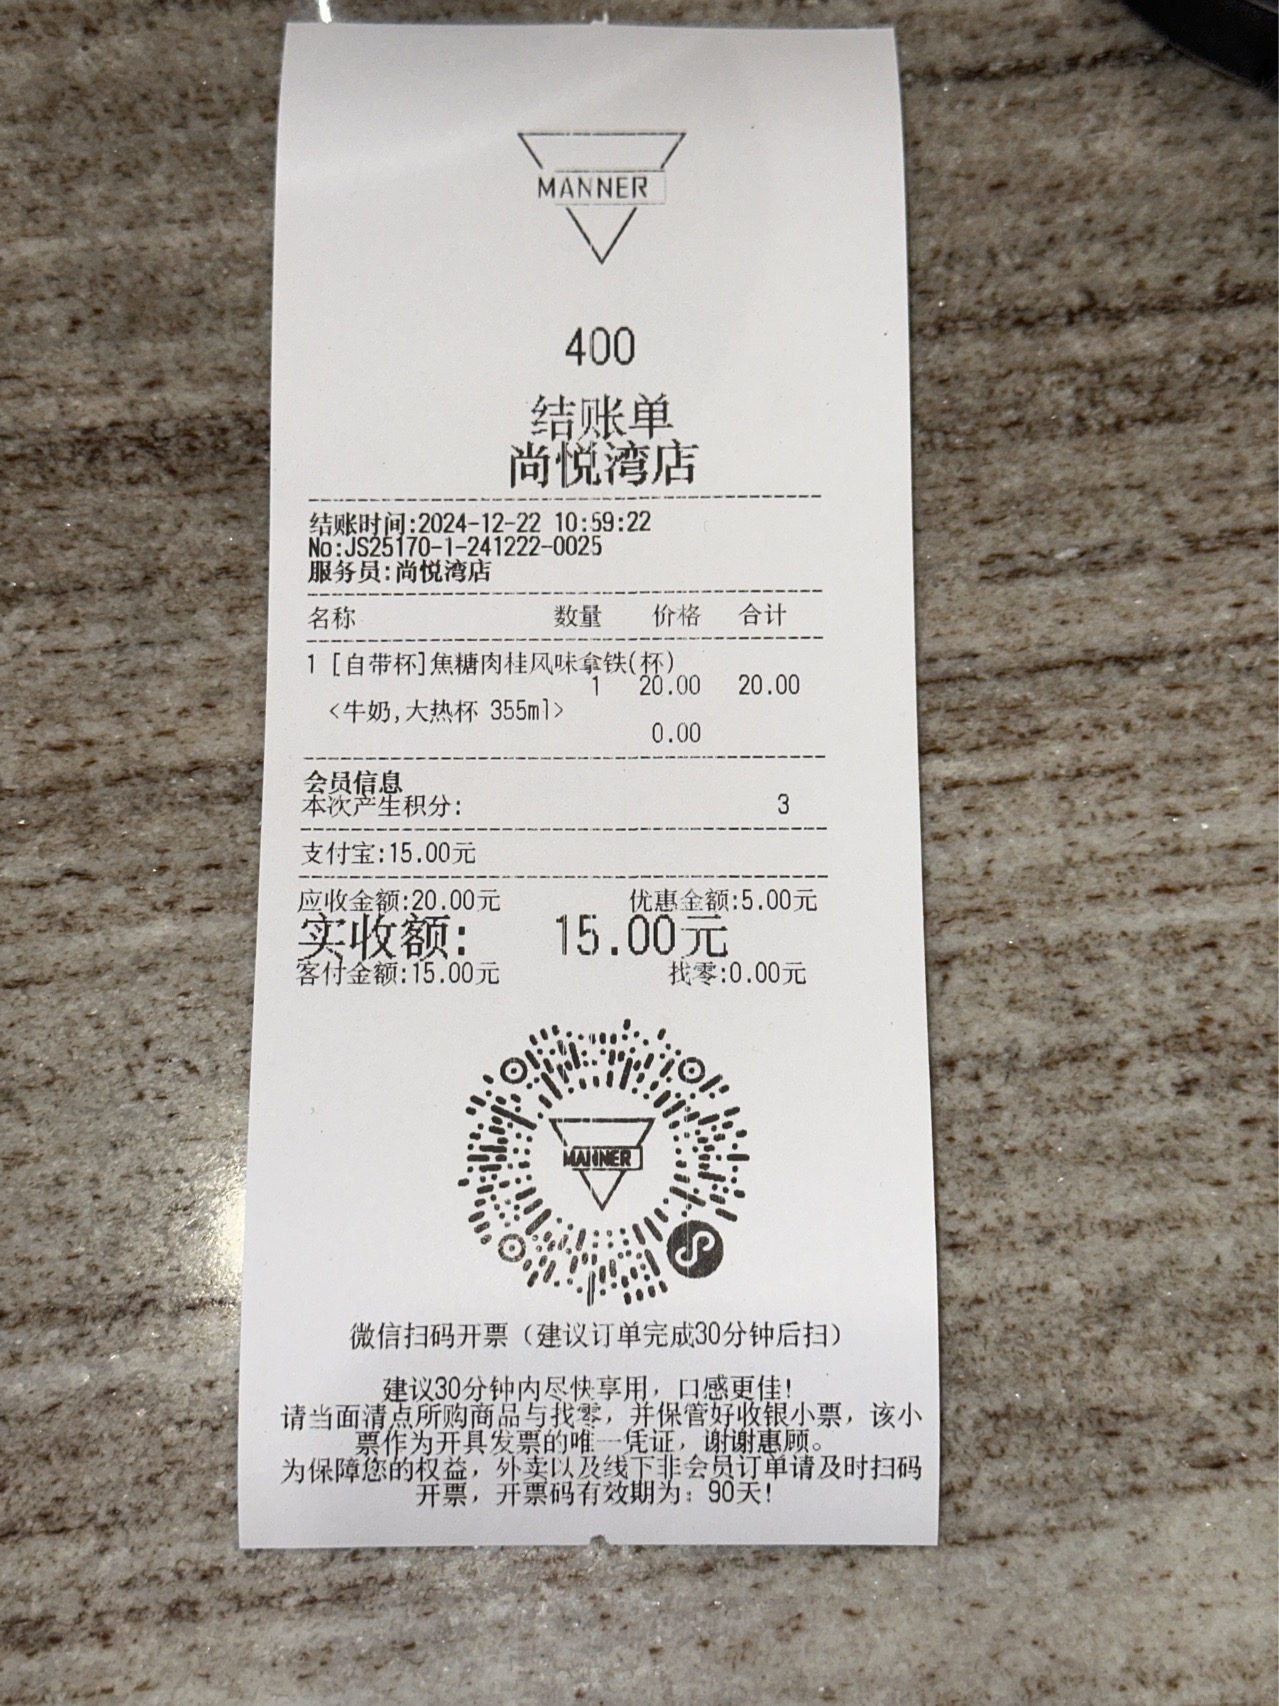 MANNER
400
结账单
尚悦湾店
结账时间:2024-12-22 10:59:22
No:JS25170-1-241222-0025
服务员:尚悦湾店
名称 数量 价格 合计
1 [自带杯]焦糖肉桂风味拿铁(杯)
1 20.00 20.00
<牛奶,大热杯 355ml>
0.00
会员信息
本次产生积分: 3
支付宝:15.00元
应收金额:20.00元 优惠金额:5.00元
实收额: 15.00元
客付金额:15.00元 找零:0.00元
MANNER
微信扫码开票（建议订单完成30分钟后扫）
建议30分钟内尽快享用，口感更佳！
请当面清点所购商品与找零，并保管好收银小票，该小
票作为开具发票的唯一凭证，谢谢惠顾。
为保障您的权益，外卖以及线下非会员订单请及时扫码
开票，开票码有效期为：90天！